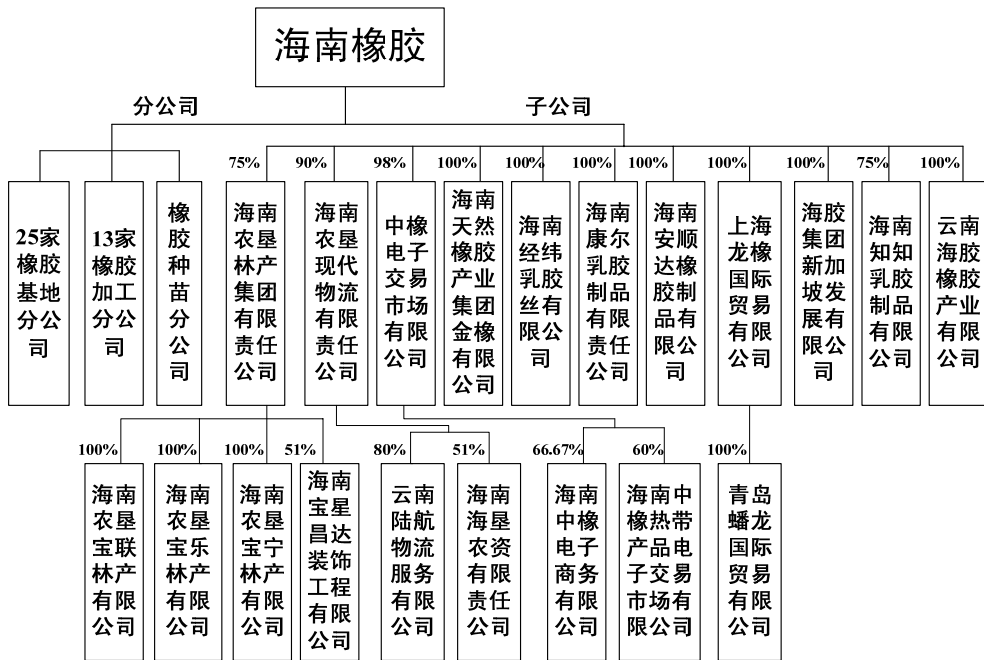 海南橡胶
分公司
子公司
75%
90%
98%
100%
100%
100%
100%
100%
100%
75%
100%
25家橡胶基地分公司
13家橡胶加工分公司
橡胶种苗分公司
海南农垦林产集团有限责任公司
海南农垦现代物流有限责任公司
中橡电子交易市场有限公司
海南天然橡胶产业集团金橡有限公司
海南经纬乳胶丝有限公司
海南康尔乳胶制品有限责任公司
海南安顺达橡胶制品有限公司
上海龙橡国际贸易有限公司
海胶集团新加坡发展有限公司
海南知知乳胶制品有限公司
云南海胶橡胶产业有限公司
100%
100%
100%
51%
80%
51%
66.67%
60%
100%
海南农垦宝联林产有限公司
海南农垦宝乐林产有限公司
海南农垦宝宁林产有限公司
海南宝星昌达装饰工程有限公司
云南陆航物流服务有限公司
海南海垦农资有限责任公司
海南中橡电子商务有限公司
海南中橡热带产品电子交易市场有限公司
青岛蟠龙国际贸易有限公司